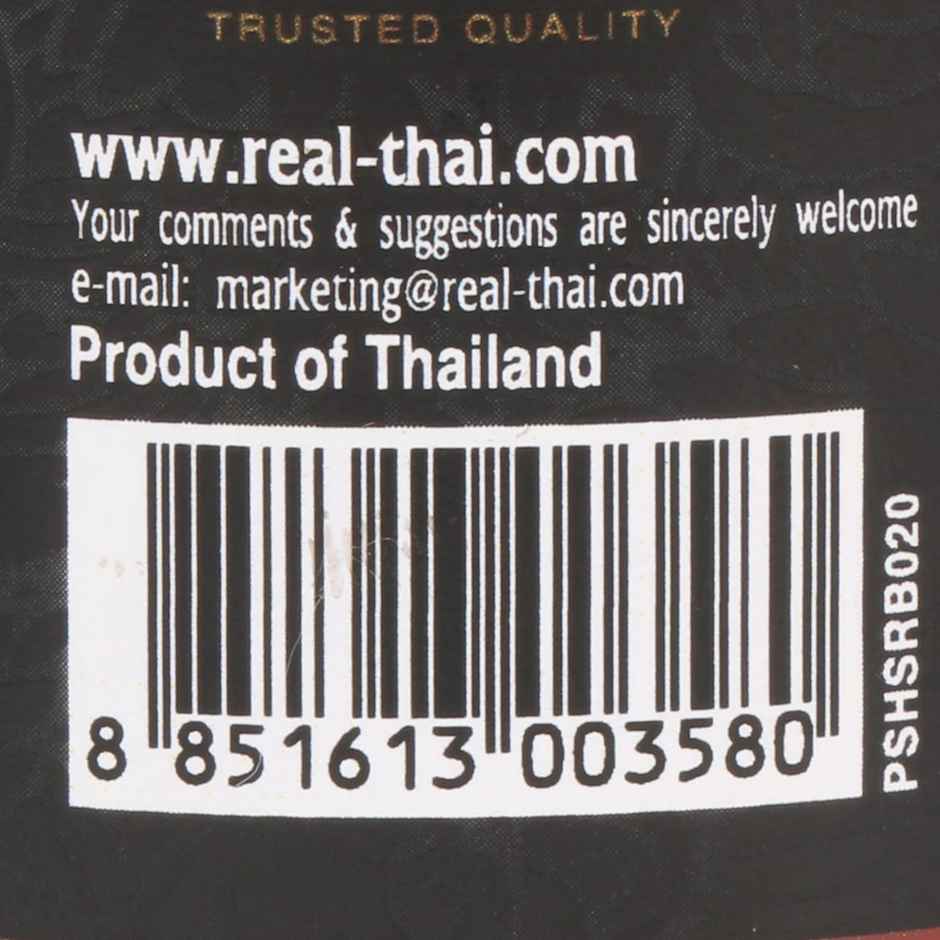 TRUSTED QUALITY
www.real-thai.com
Your comments & suggestions are sincerely welcome
e-mail: marketing@real-thai.com
Product of Thailand
8 851613 003580
PSHSRB020